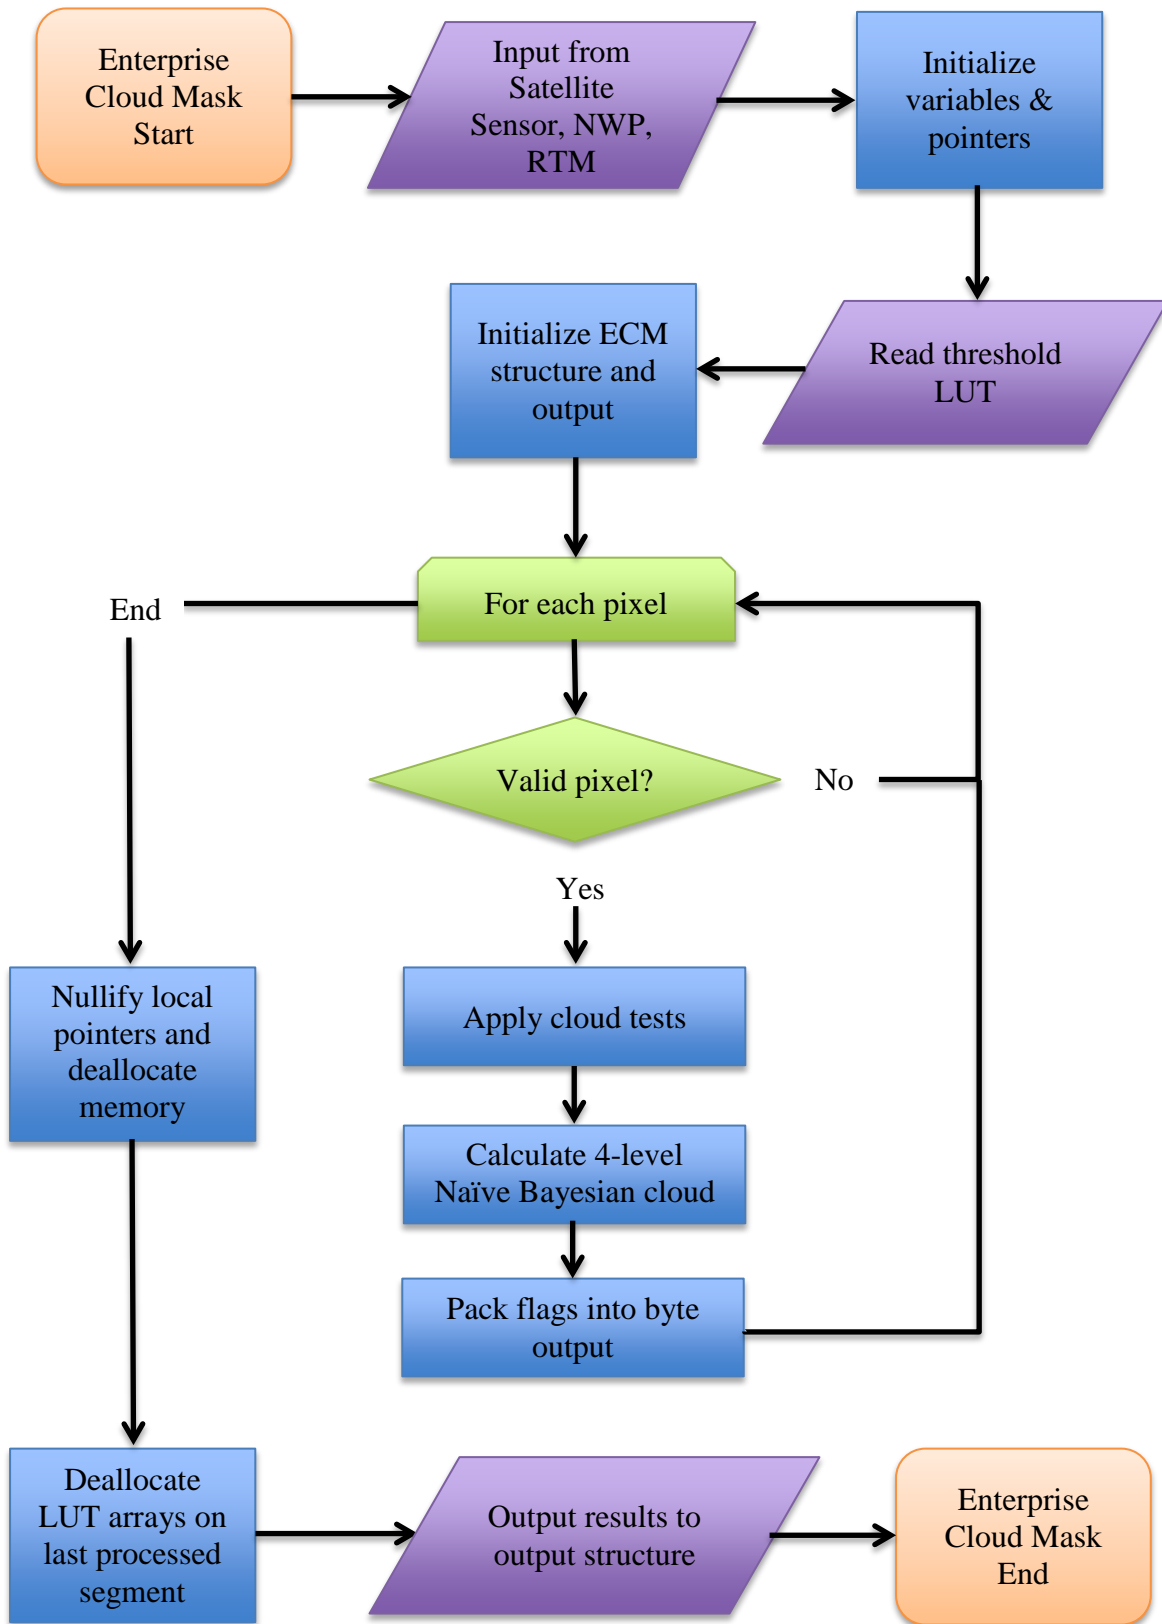 Enterprise
Cloud Mask
Start
Input from
Satellite
Sensor, NWP,
RTM
Initialize
variables &
pointers
Read threshold
LUT
Initialize ECM
structure and
output
For each pixel
End
Valid pixel?
No
Yes
Apply cloud tests
Calculate 4-level
Naïve Bayesian cloud
Pack flags into byte
output
Nullify local
pointers and
deallocate
memory
Deallocate
LUT arrays on
last processed
segment
Output results to
output structure
Enterprise
Cloud Mask
End